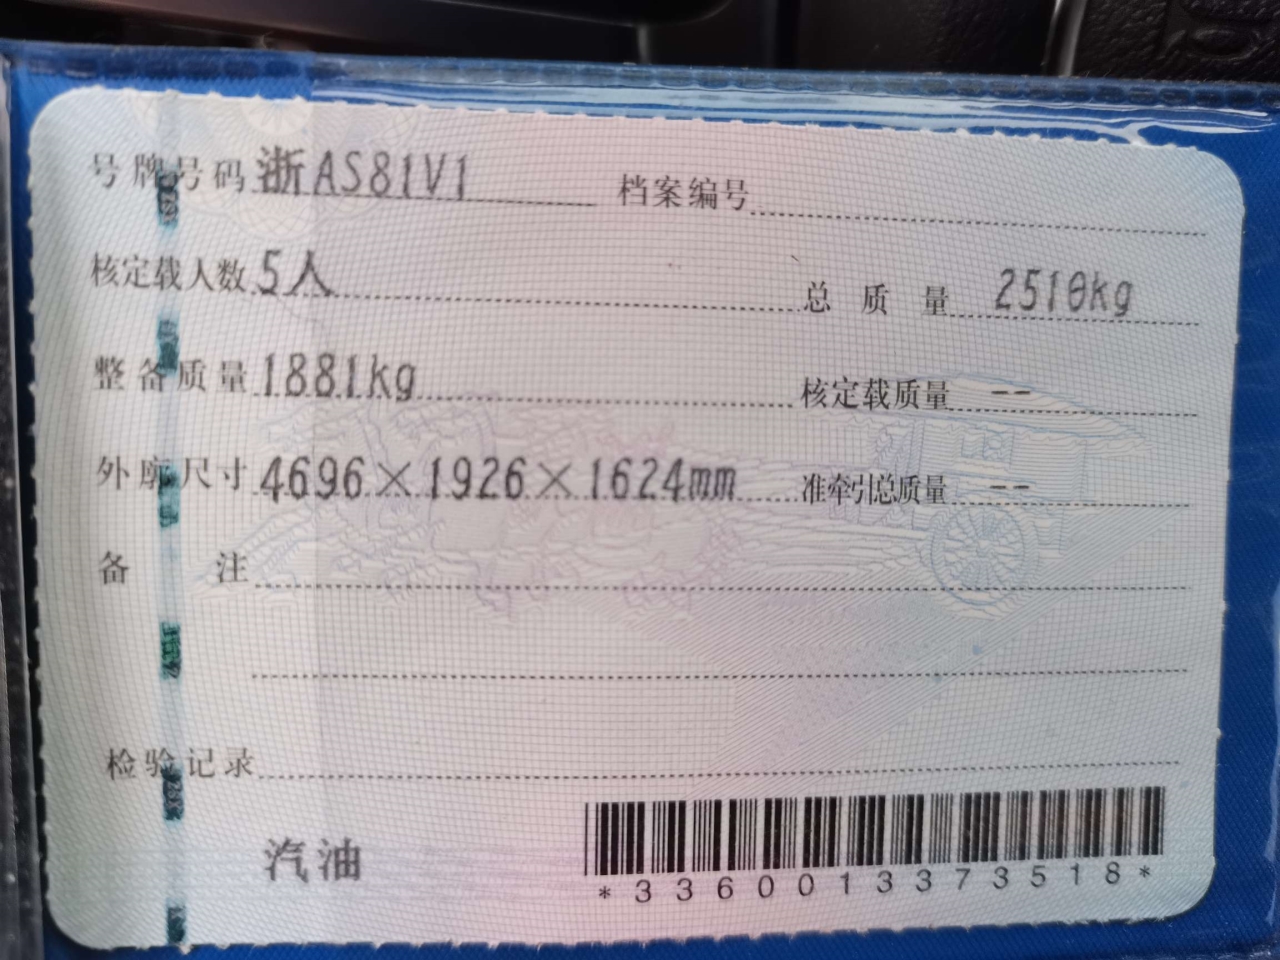 号牌号码 浙AS81V1 档案编号
核定载人数 5人 总质量 2510kg
整备质量 1881kg 核定载质量 --
外廓尺寸 4696×1926×1624mm 准牵引总质量 --
备注
检验记录
汽油
*3360013373518*